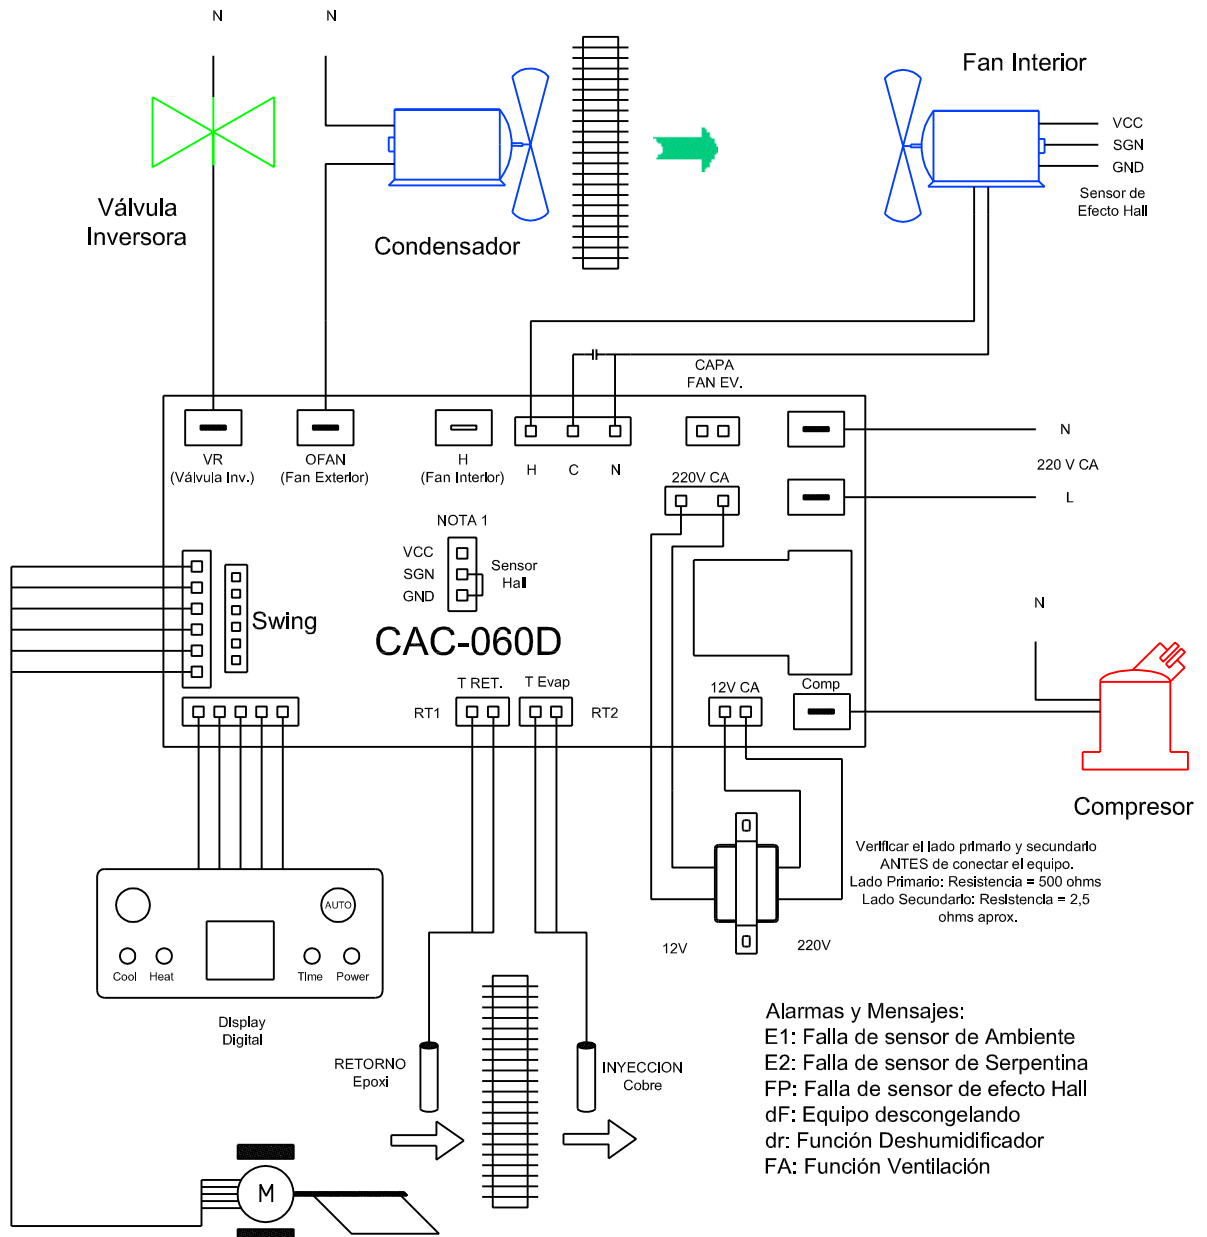 N
N
Fan Interior
VCC
SGN
GND
Sensor de
Efecto Hall
Válvula
Inversora
Condensador
CAPA
FAN EV.
VR
(Válvula Inv.)
OFAN
(Fan Exterior)
H
(Fan Interior)
H
C
N
220V CA
N
220 V CA
L
NOTA 1
VCC
SGN
GND
Sensor
Hall
Swing
CAC-060D
N
T RET.
T Evap
RT1
RT2
12V CA
Comp
Compresor
Verificar el lado primario y secundario
ANTES de conectar el equipo.
Lado Primario: Resistencia = 500 ohms
Lado Secundario: Resistencia = 2,5
ohms aprox.
12V
220V
AUTO
Cool
Heat
Time
Power
Display
Digital
RETORNO
Epoxi
INYECCION
Cobre
Alarmas y Mensajes:
E1: Falla de sensor de Ambiente
E2: Falla de sensor de Serpentina
FP: Falla de sensor de efecto Hall
dF: Equipo descongelando
dr: Función Deshumidificador
FA: Función Ventilación
M